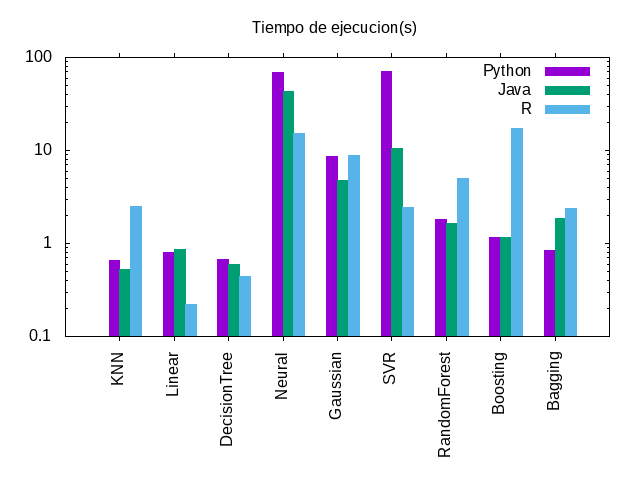 Tiempo de ejecucion(s)
100
10
1
0.1
Python
Java
R
KNN
Linear
DecisionTree
Neural
Gaussian
SVR
RandomForest
Boosting
Bagging